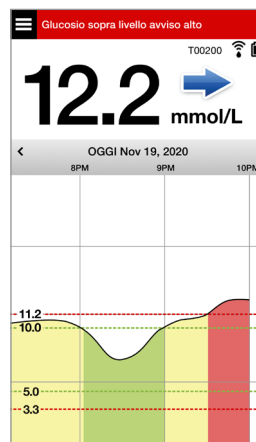 Glucosio sopra livello avviso alto
T00200
12.2 mmol/L
< OGGI Nov 19, 2020
8PM 9PM 10PM
11.2
10.0
5.0
3.3